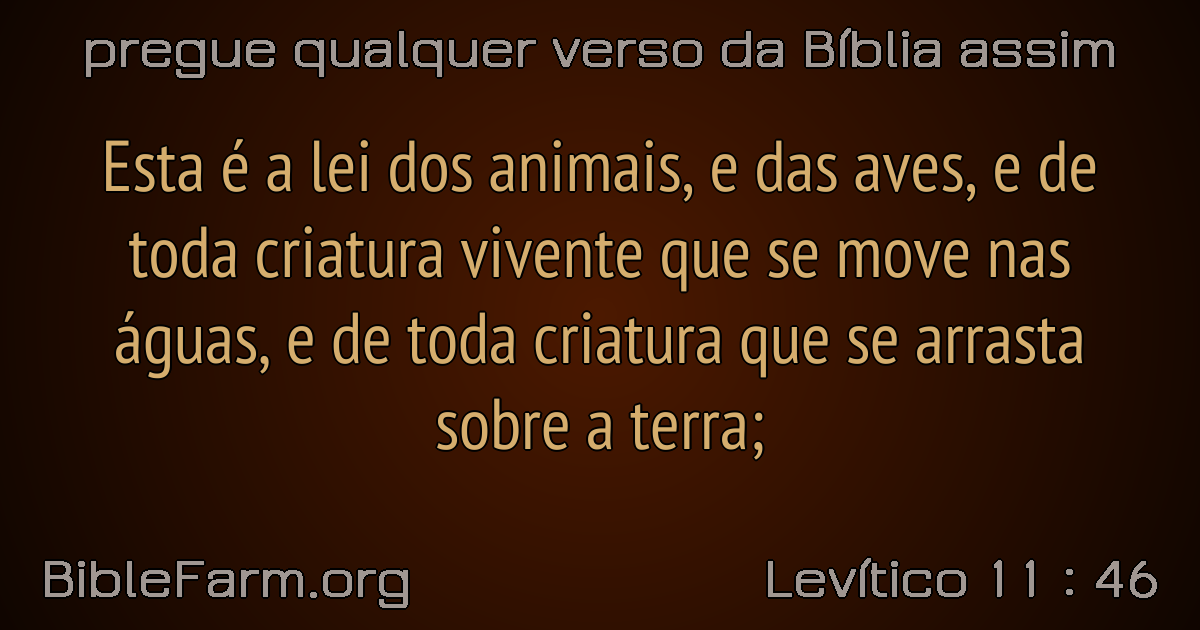 pregue qualquer verso da Bíblia assim
Esta é a lei dos animais, e das aves, e de
toda criatura vivente que se move nas
águas, e de toda criatura que se arrasta
sobre a terra;
BibleFarm.org
Levítico 11 : 46